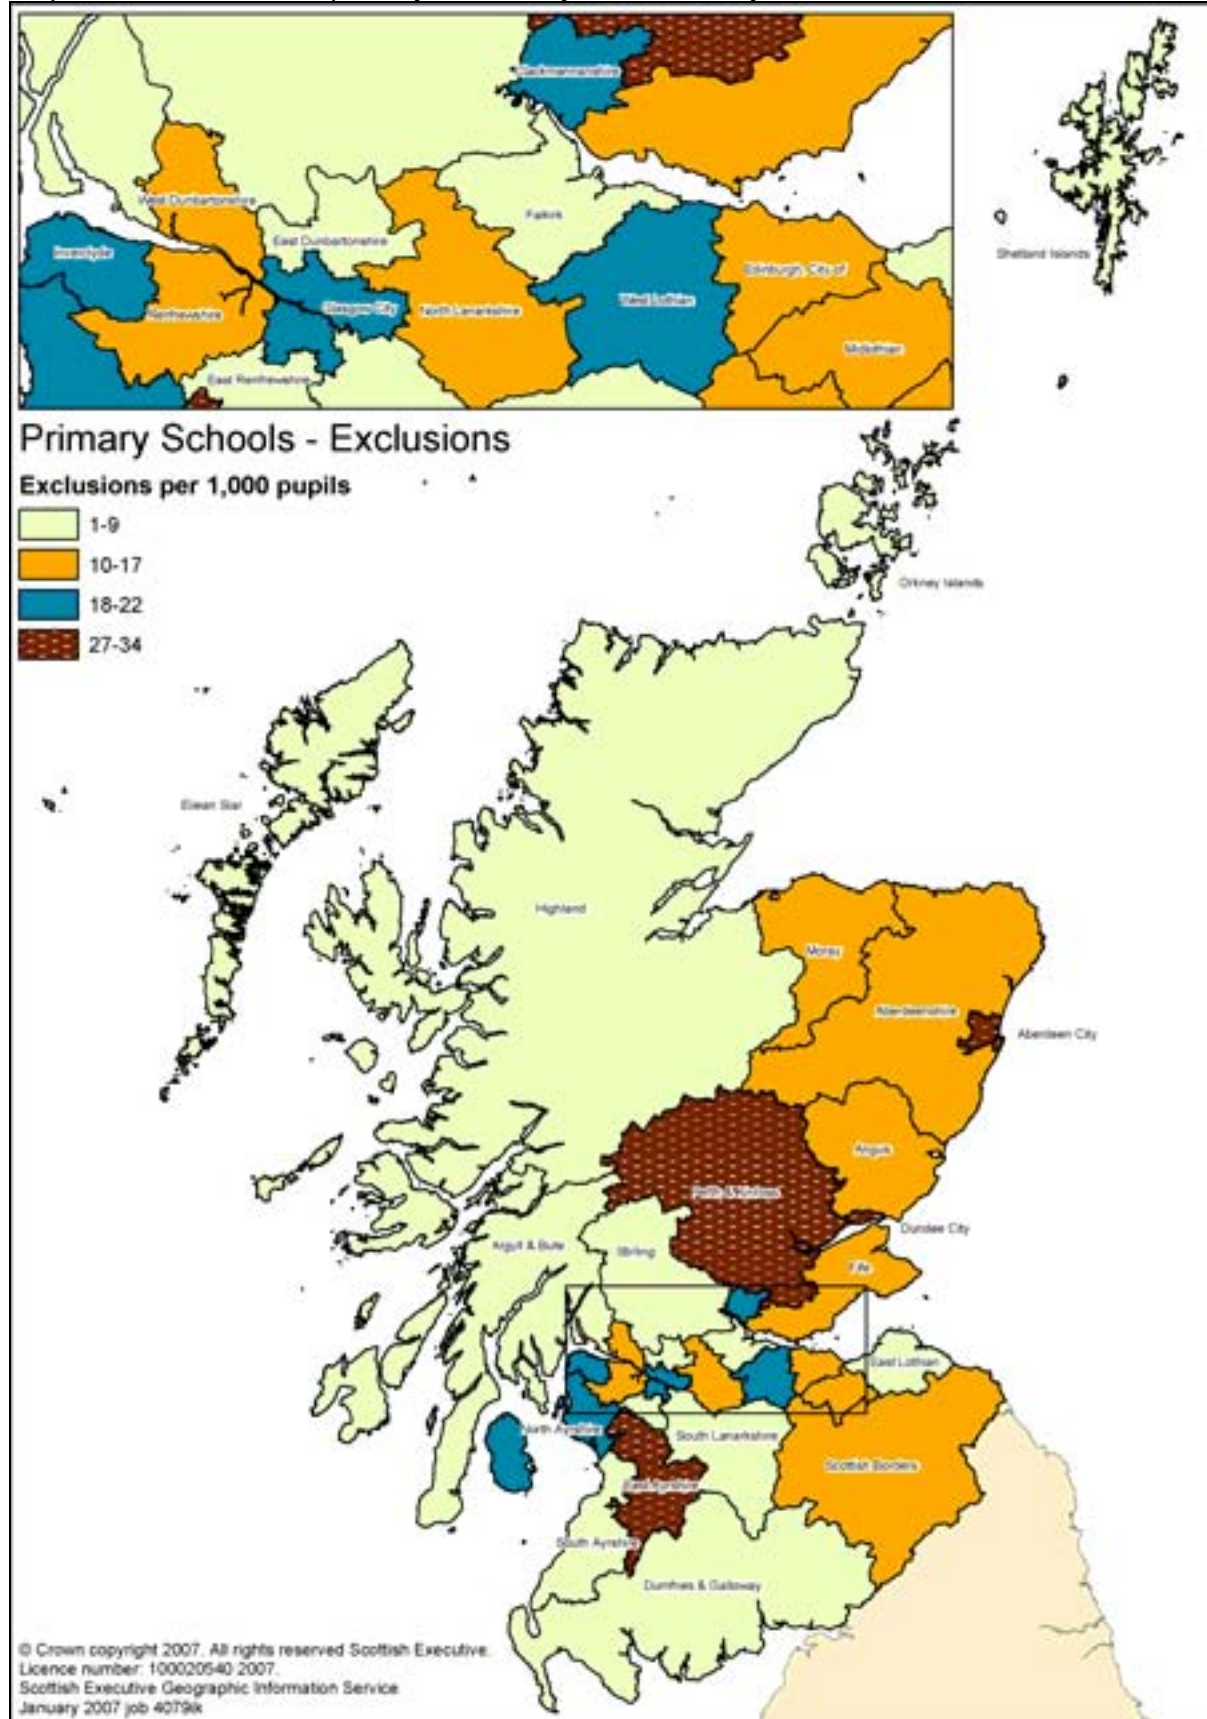 Clackmannanshire
West Dunbartonshire
Falkirk
Inverclyde
East Dunbartonshire
Shetland Islands
Edinburgh, City of
Renfrewshire
Glasgow City
North Lanarkshire
West Lothian
Midlothian
East Renfrewshire
Primary Schools - Exclusions
Exclusions per 1,000 pupils
1-9
10-17
18-22
27-34
Orkney Islands
Eilean Siar
Highland
Moray
Aberdeenshire
Aberdeen City
Angus
Perth & Kinross
Dundee City
Argyll & Bute
Stirling
Fife
East Lothian
North Ayrshire
South Lanarkshire
Scottish Borders
East Ayrshire
South Ayrshire
Dumfries & Galloway
© Crown copyright 2007. All rights reserved Scottish Executive.
Licence number: 100020540 2007.
Scottish Executive Geographic Information Service
January 2007 job 4079lk